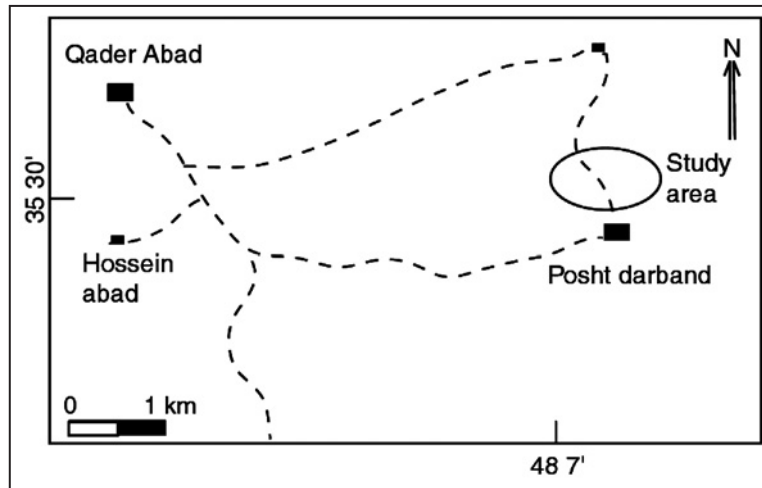 Qader Abad
N
Study
area
35 30'
Hossein
abad
Posht darband
0 1 km
48 7'